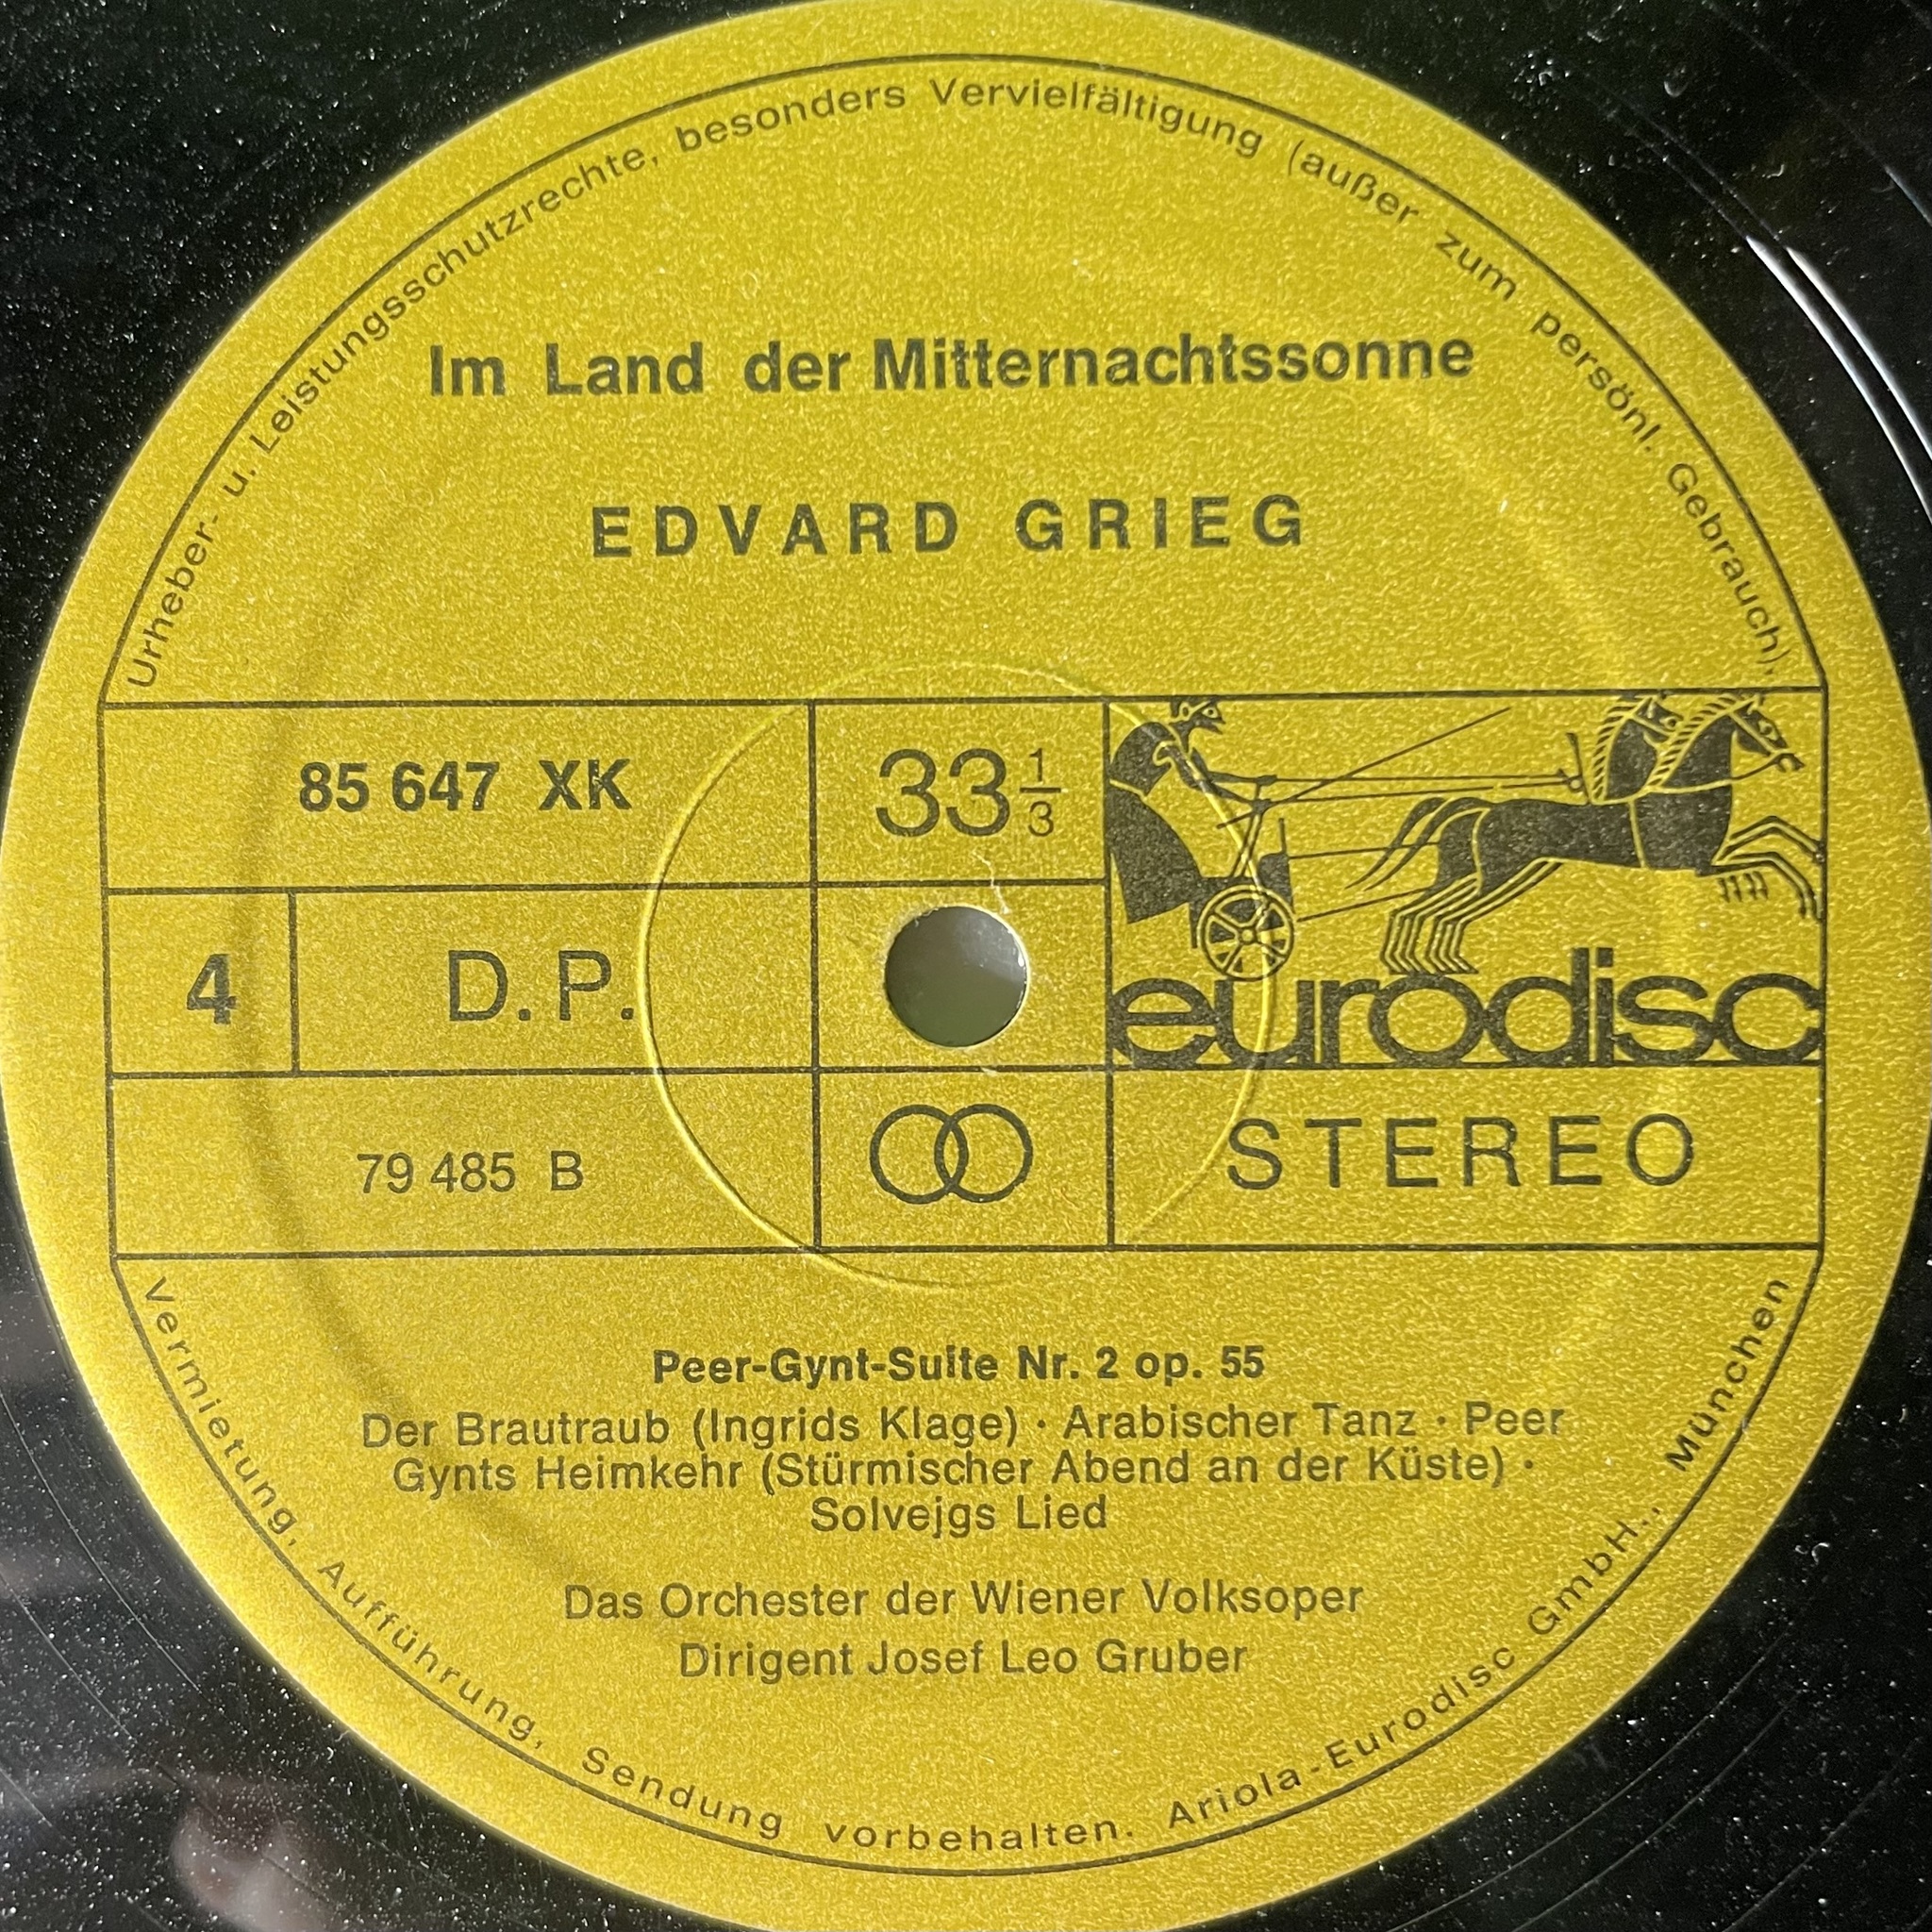 Urheber- u. Leistungsschutzrechte, besonders Vervielfältigung (außer zum persönl. Gebrauch),
Im Land der Mitternachtssonne
EDVARD GRIEG
85 647 XK
33 1/3
4
D. P.
eurodisc
79 485 B
STEREO
Peer-Gynt-Suite Nr. 2 op. 55
Der Brautraub (Ingrids Klage) · Arabischer Tanz · Peer
Gynts Heimkehr (Stürmischer Abend an der Küste) ·
Solvejgs Lied
Das Orchester der Wiener Volksoper
Dirigent Josef Leo Gruber
Vermietung, Aufführung, Sendung vorbehalten. Ariola-Eurodisc GmbH., München